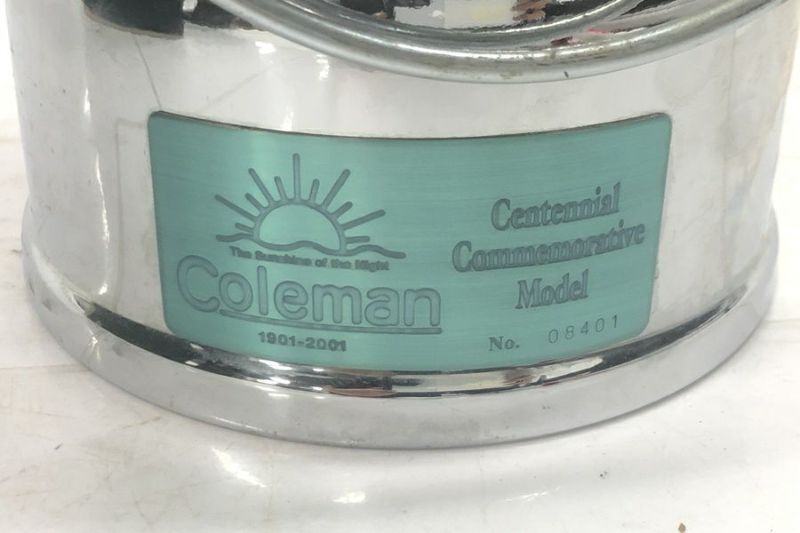 The Sunshine of the Night
Coleman
1901-2001
Centennial
Commemorative
Model
No. 08401